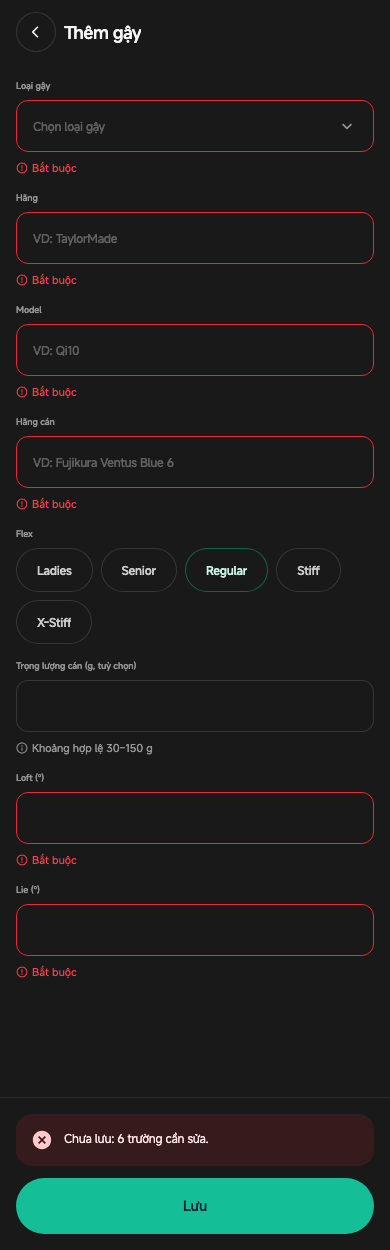 Thêm gậy
Loại gậy
Chọn loại gậy
Bắt buộc
Hãng
VD: TaylorMade
Bắt buộc
Model
VD: Qi10
Bắt buộc
Hãng cán
VD: Fujikura Ventus Blue 6
Bắt buộc
Flex
Ladies
Senior
Regular
Stiff
X-Stiff
Trọng lượng cán (g, tuỳ chọn)
Khoảng hợp lệ 30–150 g
Loft (°)
Bắt buộc
Lie (°)
Bắt buộc
Chưa lưu: 6 trường cần sửa.
Lưu